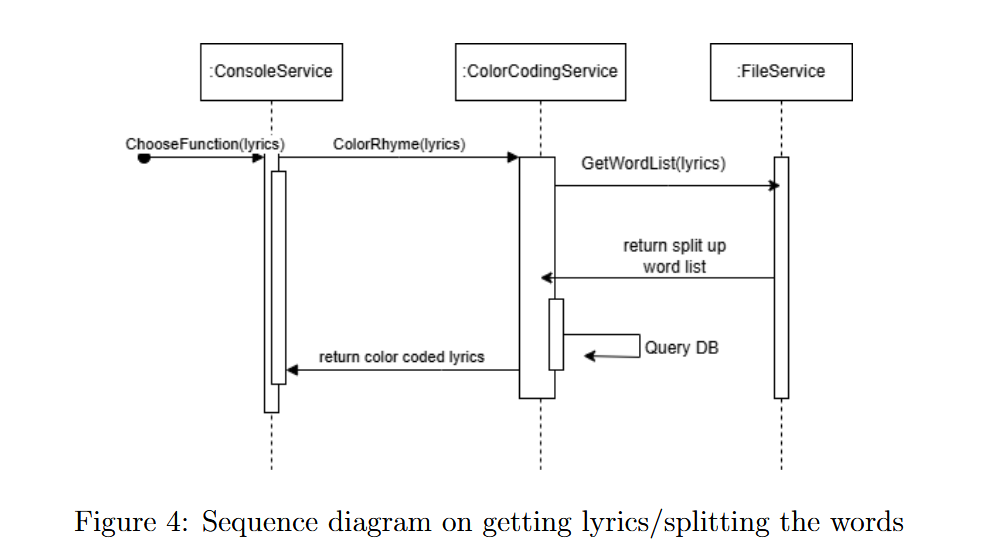 :ConsoleService
:ColorCodingService
:FileService
ChooseFunction(lyrics)
ColorRhyme(lyrics)
GetWordList(lyrics)
return split up
word list
Query DB
return color coded lyrics
Figure 4: Sequence diagram on getting lyrics/splitting the words